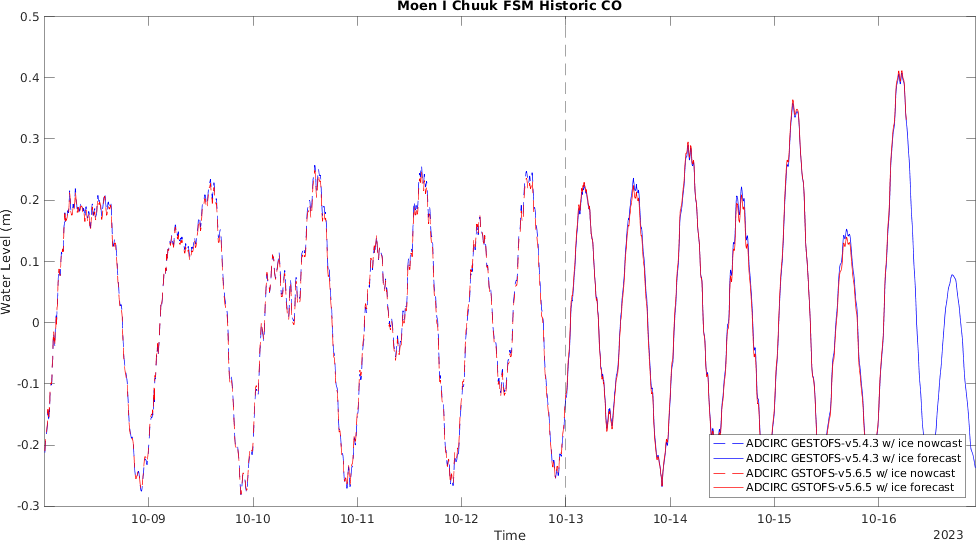 Moen I Chuuk FSM Historic CO
0.5
0.4
0.3
0.2
0.1
0
-0.1
-0.2
-0.3
Water Level (m)
ADCIRC GESTOFS-v5.4.3 w/ ice nowcast
ADCIRC GESTOFS-v5.4.3 w/ ice forecast
ADCIRC GSTOFS-v5.6.5 w/ ice nowcast
ADCIRC GSTOFS-v5.6.5 w/ ice forecast
10-09 10-10 10-11 10-12 10-13 10-14 10-15 10-16
Time
2023